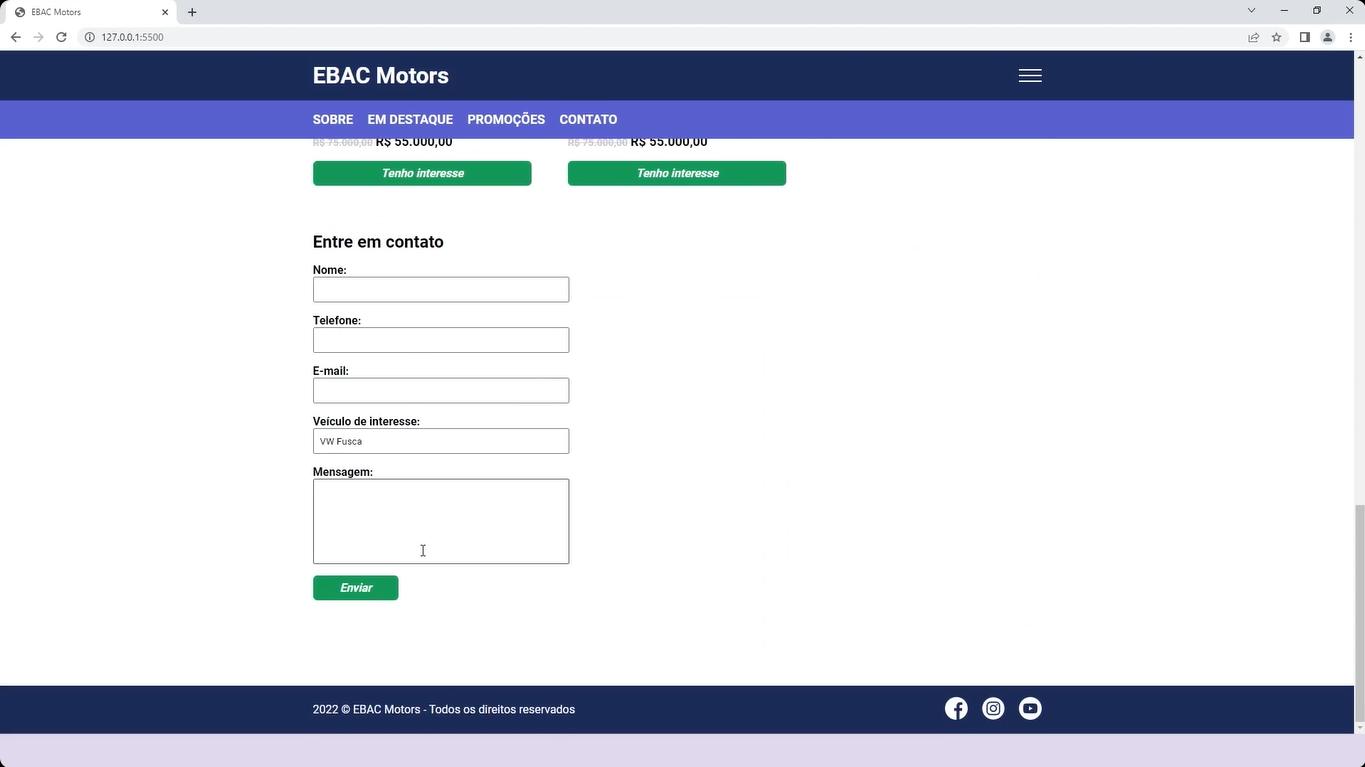 EBAC Motors
127.0.0.1:5500
EBAC Motors
SOBRE EM DESTAQUE PROMOÇÕES CONTATO
R$ 75.000,00 R$ 55.000,00 R$ 75.000,00 R$ 55.000,00
Tenho interesse Tenho interesse
Entre em contato
Nome:
Telefone:
E-mail:
Veículo de interesse:
VW Fusca
Mensagem:
Enviar
2022 © EBAC Motors - Todos os direitos reservados